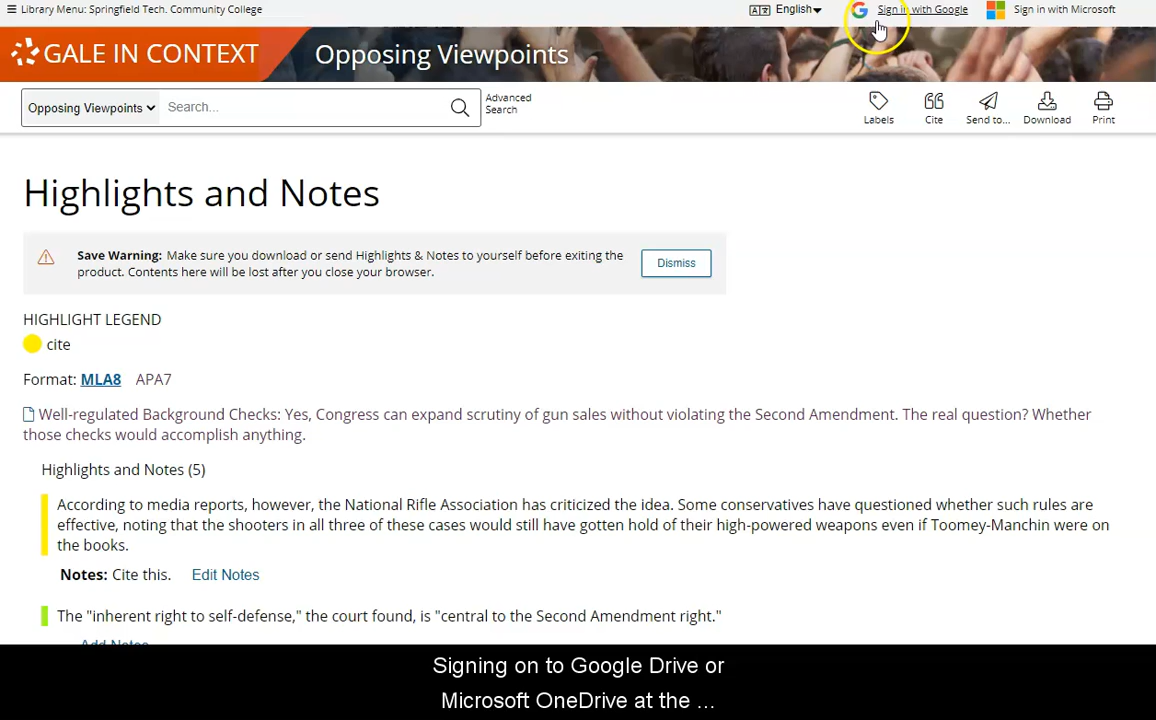 Library Menu: Springfield Tech. Community College
English
Sign in with Google
Sign in with Microsoft
GALE IN CONTEXT
Opposing Viewpoints
Opposing Viewpoints
Search...
Advanced
Search
Labels
Cite
Send to...
Download
Print
Highlights and Notes
Save Warning: Make sure you download or send Highlights & Notes to yourself before exiting the
product. Contents here will be lost after you close your browser.
Dismiss
HIGHLIGHT LEGEND
cite
Format: MLA8 APA7
Well-regulated Background Checks: Yes, Congress can expand scrutiny of gun sales without violating the Second Amendment. The real question? Whether
those checks would accomplish anything.
Highlights and Notes (5)
According to media reports, however, the National Rifle Association has criticized the idea. Some conservatives have questioned whether such rules are
effective, noting that the shooters in all three of these cases would still have gotten hold of their high-powered weapons even if Toomey-Manchin were on
the books.
Notes: Cite this. Edit Notes
The "inherent right to self-defense," the court found, is "central to the Second Amendment right."
Add Notes
Signing on to Google Drive or
Microsoft OneDrive at the ...